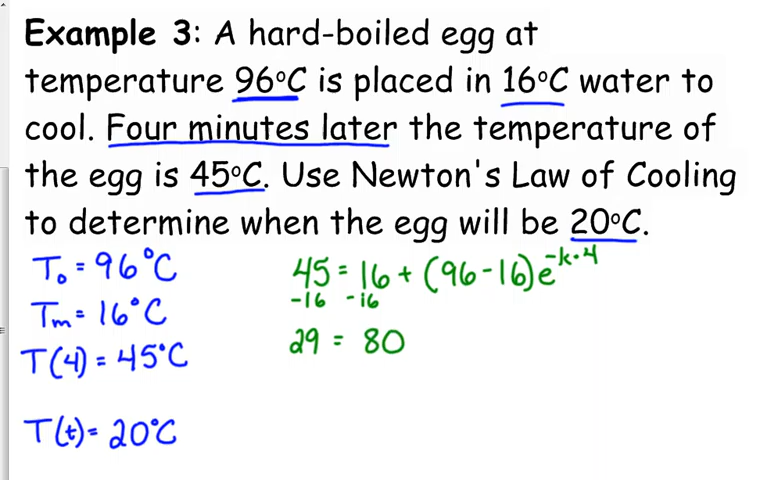 Example 3: A hard-boiled egg at
temperature 96°C is placed in 16°C water to
cool. Four minutes later the temperature of
the egg is 45°C. Use Newton's Law of Cooling
to determine when the egg will be 20°C.
T₀ = 96°C
Tₘ = 16°C
T(4) = 45°C
T(t) = 20°C
45 = 16 + (96 - 16)e^-k·4
-16 -16
29 = 80